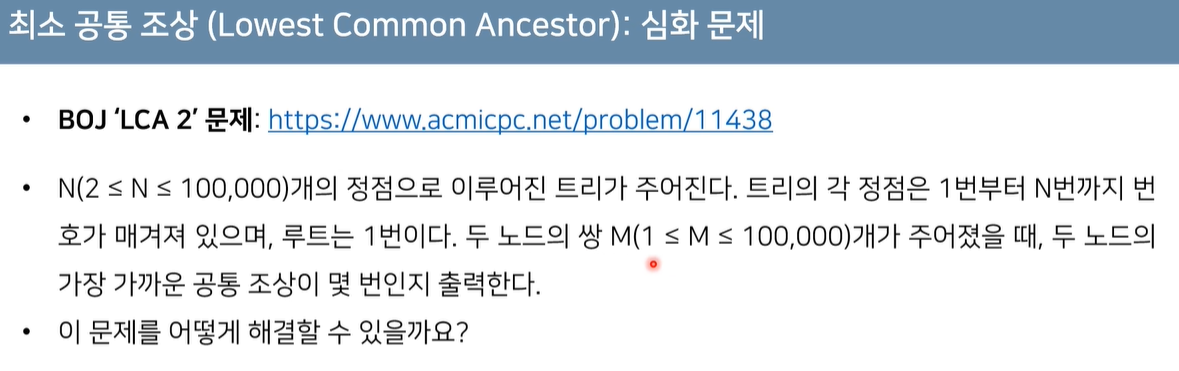 최소 공통 조상 (Lowest Common Ancestor): 심화 문제
• BOJ ‘LCA 2’ 문제: https://www.acmicpc.net/problem/11438
• N(2 ≤ N ≤ 100,000)개의 정점으로 이루어진 트리가 주어진다. 트리의 각 정점은 1번부터 N번까지 번
호가 매겨져 있으며, 루트는 1번이다. 두 노드의 쌍 M(1 ≤ M ≤ 100,000)개가 주어졌을 때, 두 노드의
가장 가까운 공통 조상이 몇 번인지 출력한다.
• 이 문제를 어떻게 해결할 수 있을까요?